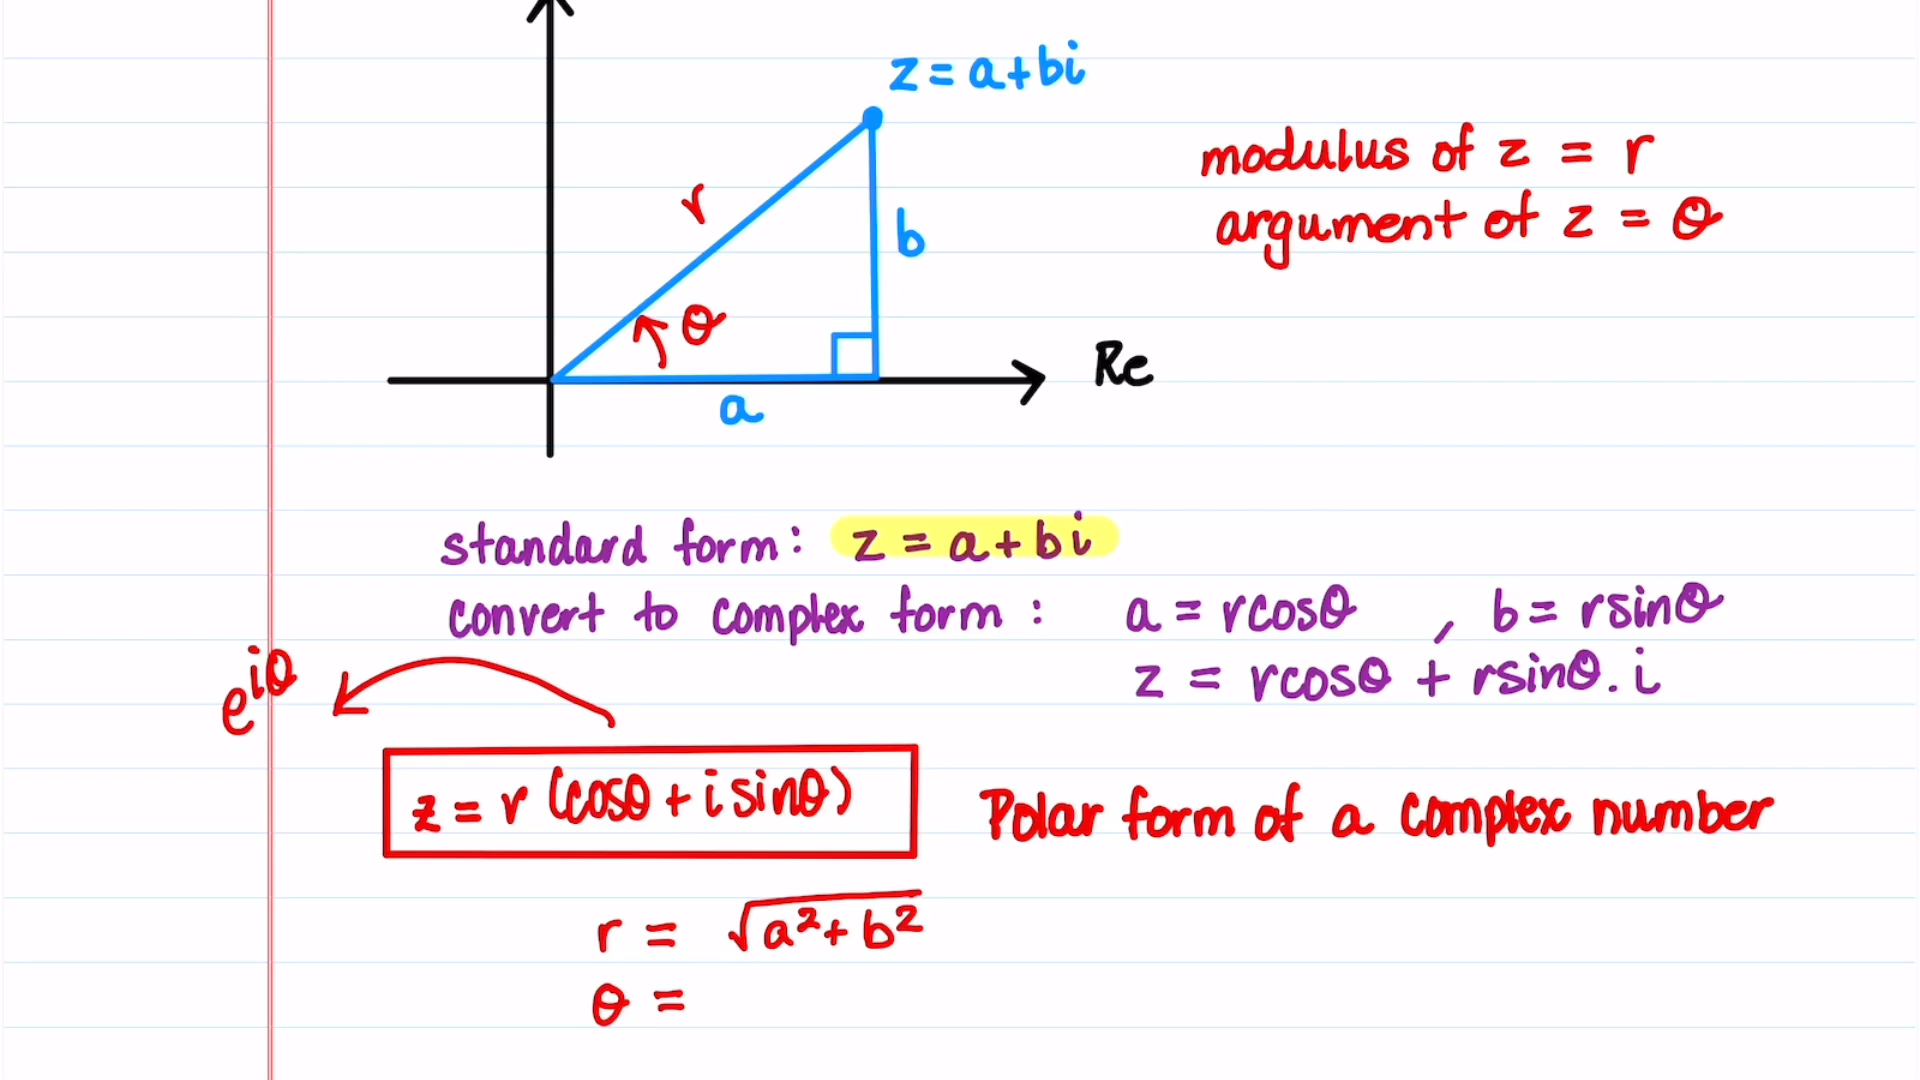 z = a+bi
modulus of z = r
argument of z = θ
r
b
θ
Re
a
standard form: z = a + bi
convert to complex form : a = rcosθ , b = rsinθ
z = rcosθ + rsinθ. i
e^{iθ}
z = r (cosθ + i sinθ)
Polar form of a complex number
r = √a²+b²
θ =